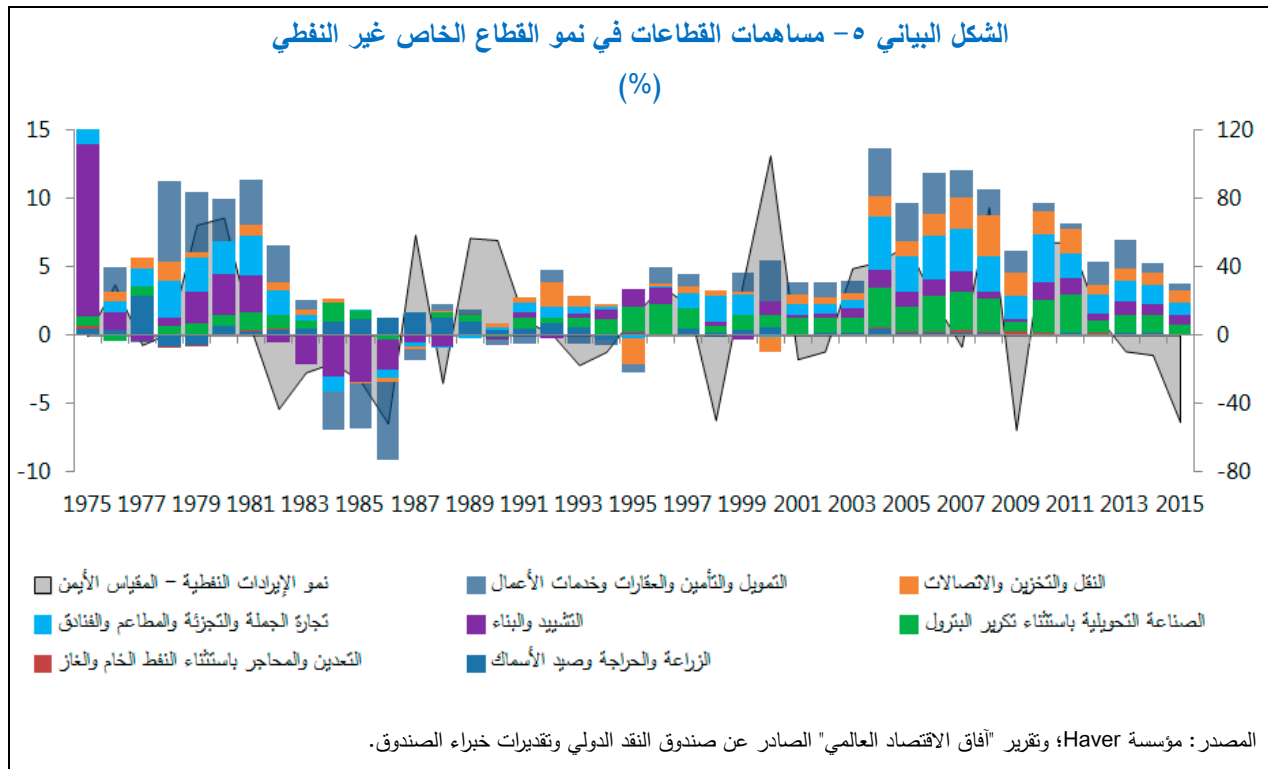 الشكل البياني ٥- مساهمات القطاعات في نمو القطاع الخاص غير النفطي
(%)
15
10
5
0
-5
-10
120
80
40
0
-40
-80
1975 1977 1979 1981 1983 1985 1987 1989 1991 1993 1995 1997 1999 2001 2003 2005 2007 2009 2011 2013 2015
نمو الإيرادات النفطية – المقياس الأيمن
التمويل والتأمين والعقارات وخدمات الأعمال
النقل والتخزين والاتصالات
تجارة الجملة والتجزئة والمطاعم والفنادق
التشييد والبناء
الصناعة التحويلية باستثناء تكرير البترول
التعدين والمحاجر باستثناء النفط الخام والغاز
الزراعة والحراجة وصيد الأسماك
المصدر: مؤسسة Haver؛ وتقرير "آفاق الاقتصاد العالمي" الصادر عن صندوق النقد الدولي وتقديرات خبراء الصندوق.